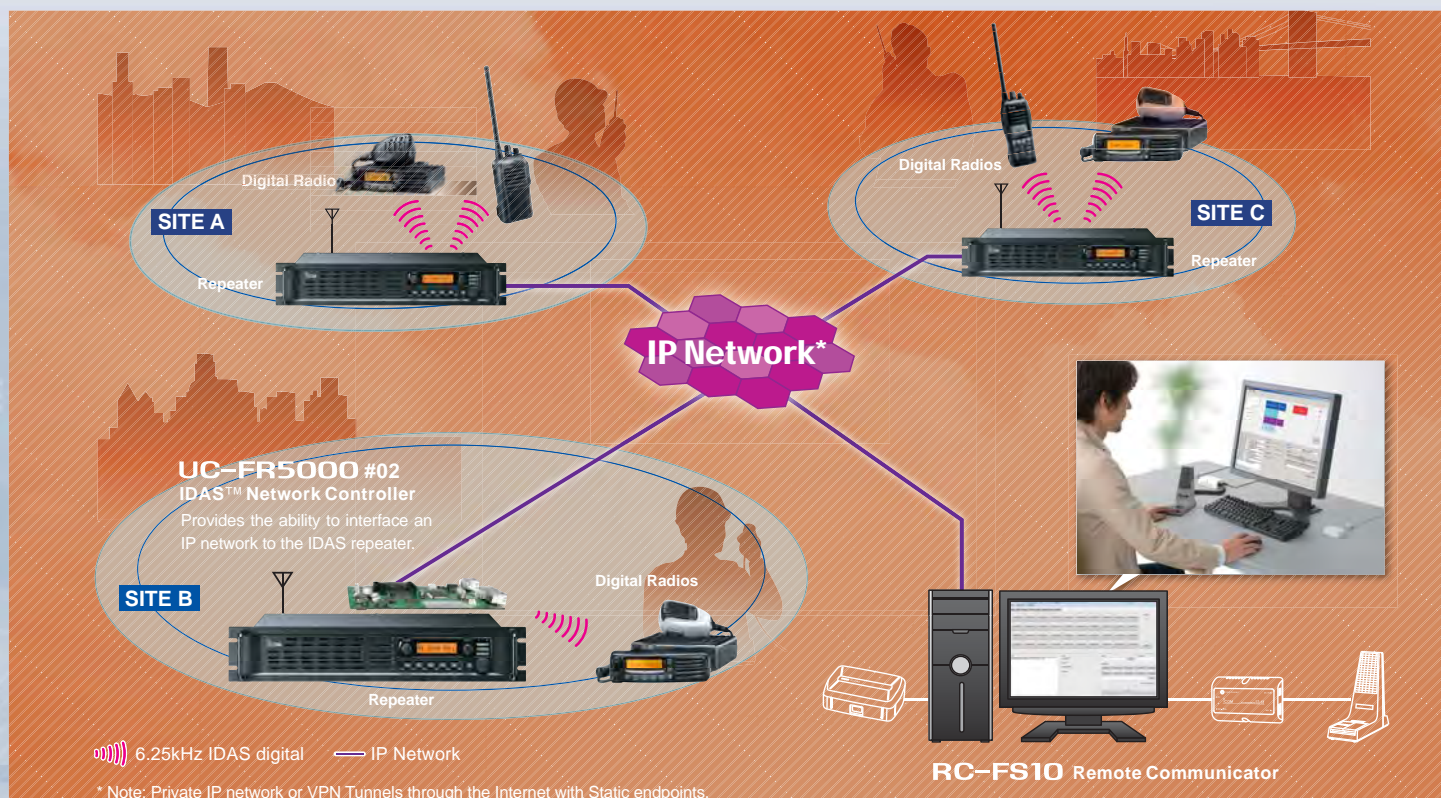 Digital Radio
SITE A
Repeater
Digital Radios
SITE C
Repeater
IP Network*
UC-FR5000 #02
IDAS™ Network Controller
Provides the ability to interface an
IP network to the IDAS repeater.
SITE B
Digital Radios
Repeater
6.25kHz IDAS digital
IP Network
RC-FS10 Remote Communicator
* Note: Private IP network or VPN Tunnels through the Internet with Static endpoints.